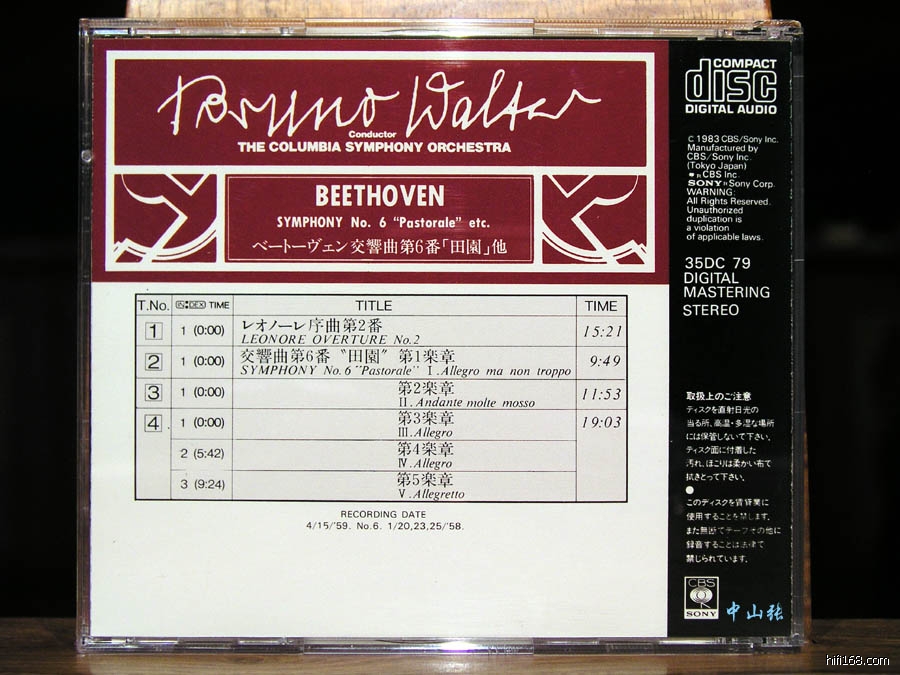 Bruno Walter
Conductor
THE COLUMBIA SYMPHONY ORCHESTRA
BEETHOVEN
SYMPHONY No. 6 "Pastorale" etc.
ベートーヴェン 交響曲第6番「田園」他
T.No. INDEX TIME TITLE TIME
1 1 (0:00) レオノーレ序曲第2番 15:21
LEONORE OVERTURE No.2
2 1 (0:00) 交響曲第6番〝田園〞 第1楽章 9:49
SYMPHONY No.6 "Pastorale" I.Allegro ma non troppo
3 1 (0:00) 第2楽章 11:53
II.Andante molte mosso
4 1 (0:00) 第3楽章 19:03
III.Allegro
2 (5:42) 第4楽章
IV.Allegro
3 (9:24) 第5楽章
V.Allegretto
RECORDING DATE
4/15/'59. No.6. 1/20,23,25/'58.
COMPACT
disc
DIGITAL AUDIO
C 1983 CBS/Sony Inc.
Manufactured by
CBS/Sony Inc.
(Tokyo Japan)
CBS Inc.
SONY Sony Corp.
WARNING:
All Rights Reserved.
Unauthorized
duplication is
a violation
of applicable laws.
35DC 79
DIGITAL
MASTERING
STEREO
取扱上のご注意
ディスクを直射日光の
当る所、高温・多湿な場所
には保管しないで下さい。
ディスク面に付着した
汚れ、ほこりは柔かい布で
拭きとって下さい。
このディスクを賃貸業に
使用することを禁じます。
また無断でテープその他に
録音することは法律で
禁じられています。
CBS
SONY
中山張
hifi168.com